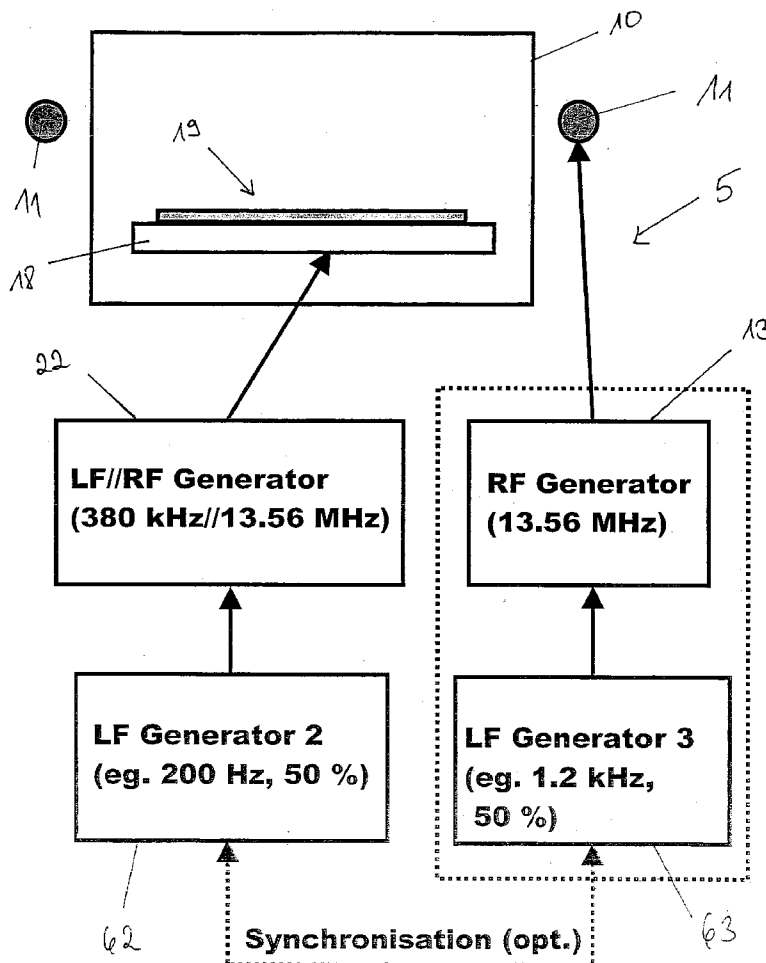 10
11
11
19
5
18
22
13
LF//RF Generator
(380 kHz//13.56 MHz)
RF Generator
(13.56 MHz)
LF Generator 2
(eg. 200 Hz, 50 %)
LF Generator 3
(eg. 1.2 kHz,
50 %)
62
Synchronisation (opt.)
63